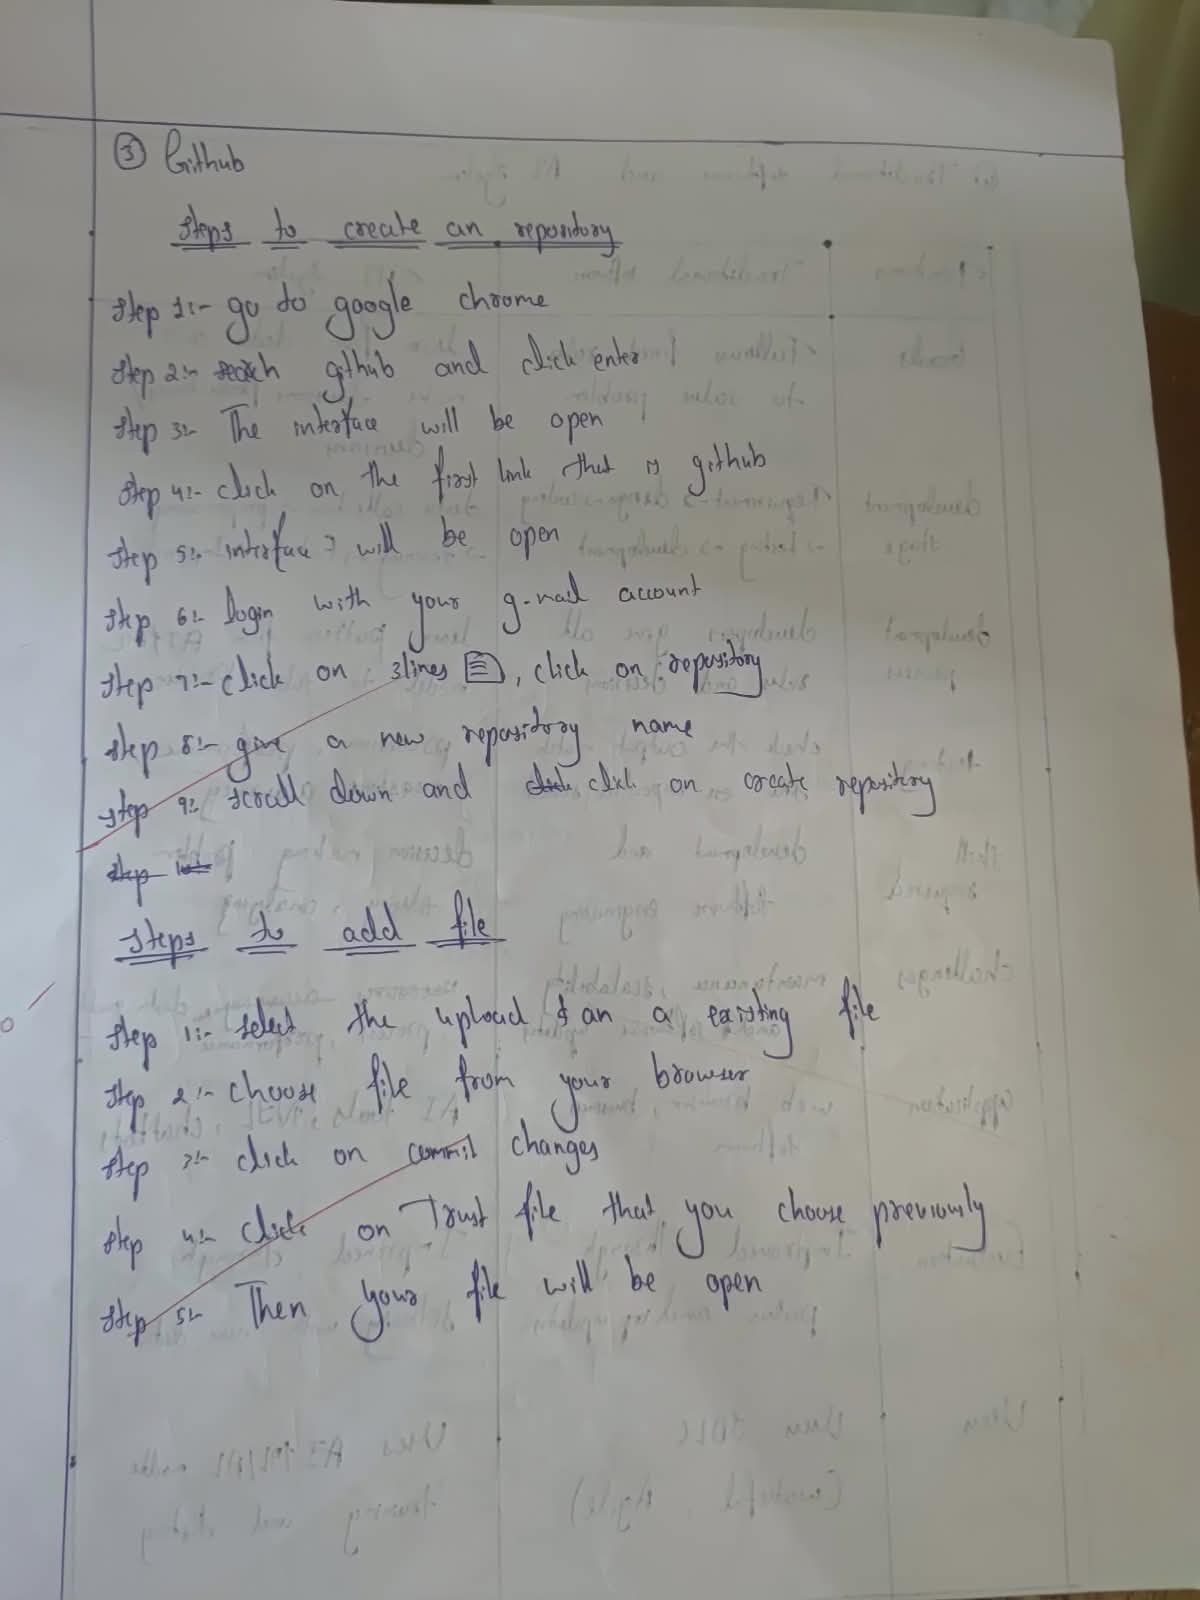 ③ Github
Steps to create an repository
Step 1:- go to google chrome
Step 2:- search github and click enter
Step 3:- The interface will be open
Step 4:- click on the first link that is github
Step 5:- interface will be open
Step 6:- login with your g-mail account
Step 7:- click on 3lines, click on repository
Step 8:- give a new repository name
Step 9:- scroll down and click on create repository
Step 10:-
Steps to add file
Step 1:- select the upload an a existing file
Step 2:- choose file from your browser
Step 3:- click on commit changes
Step 4:- click on Trust file that you choose previously
Step 5:- Then your file will be open